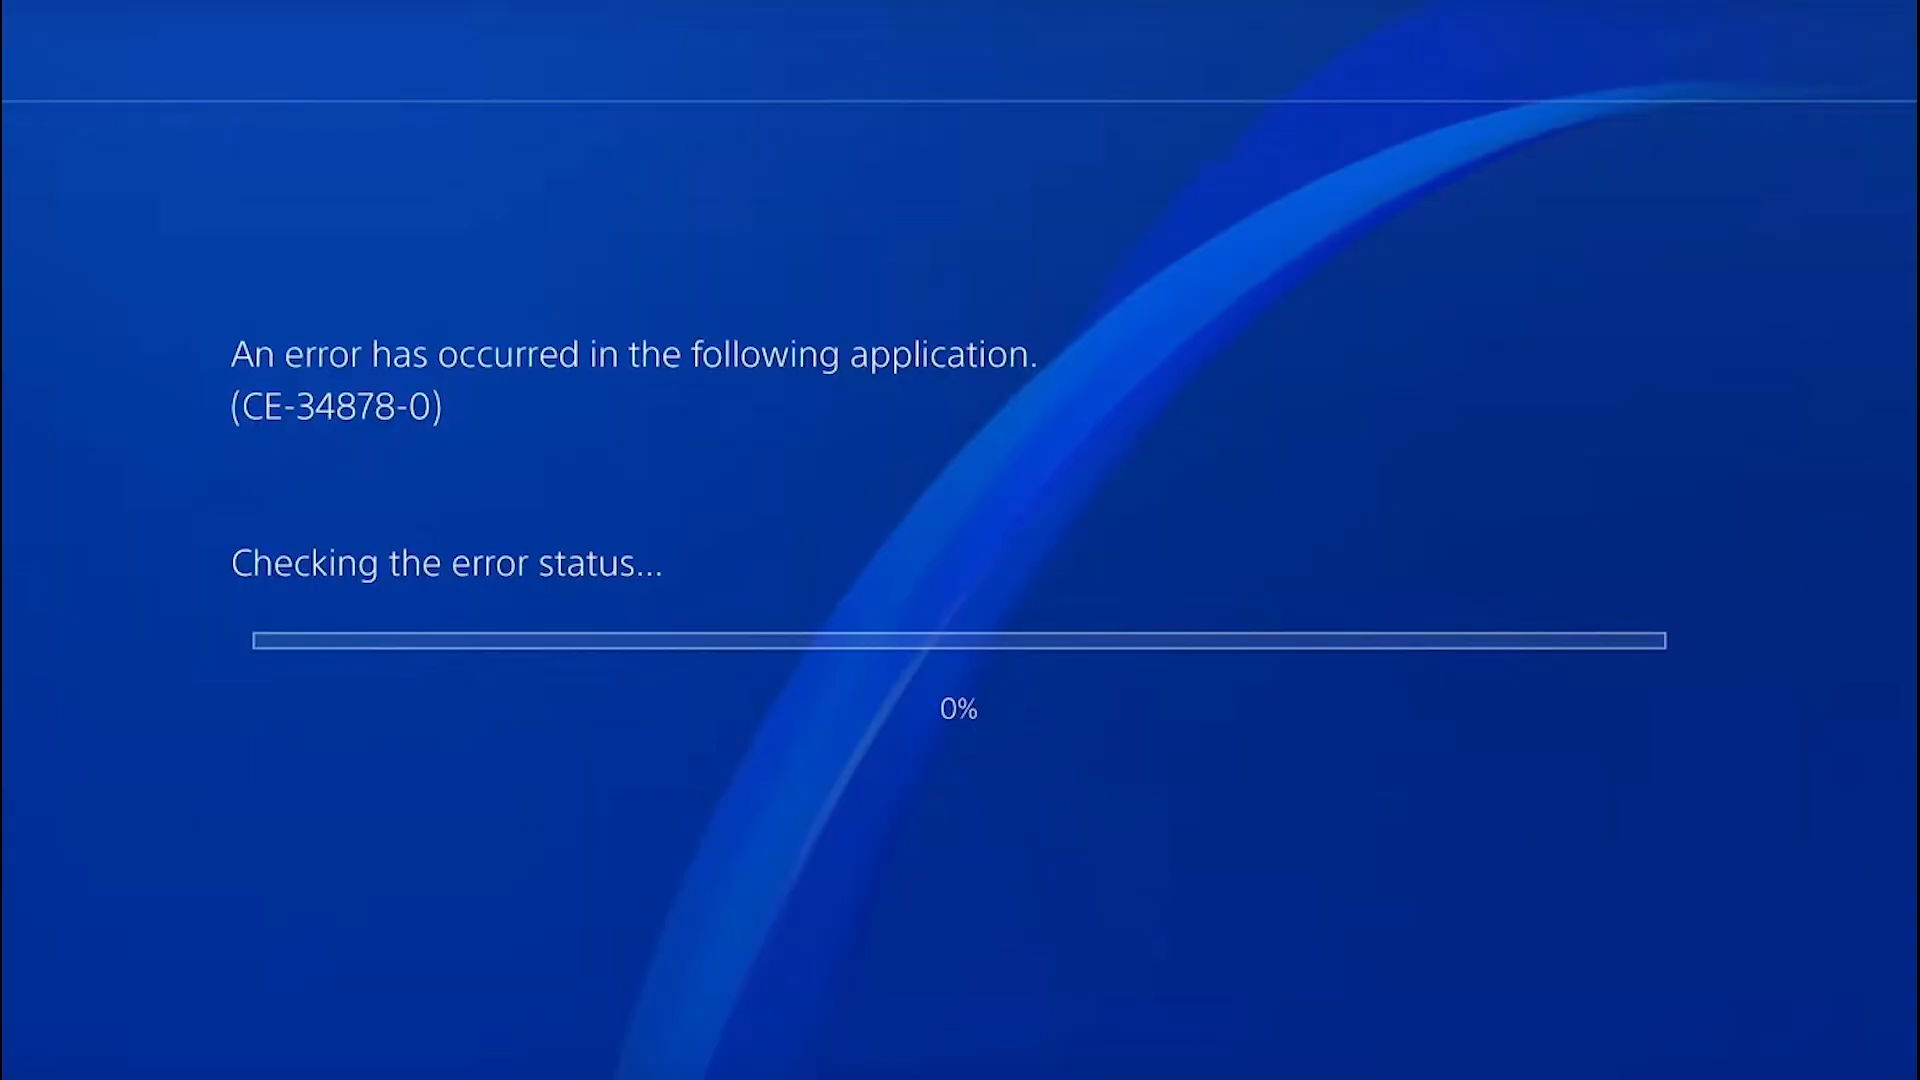 An error has occurred in the following application.
(CE-34878-0)
Checking the error status...
0%